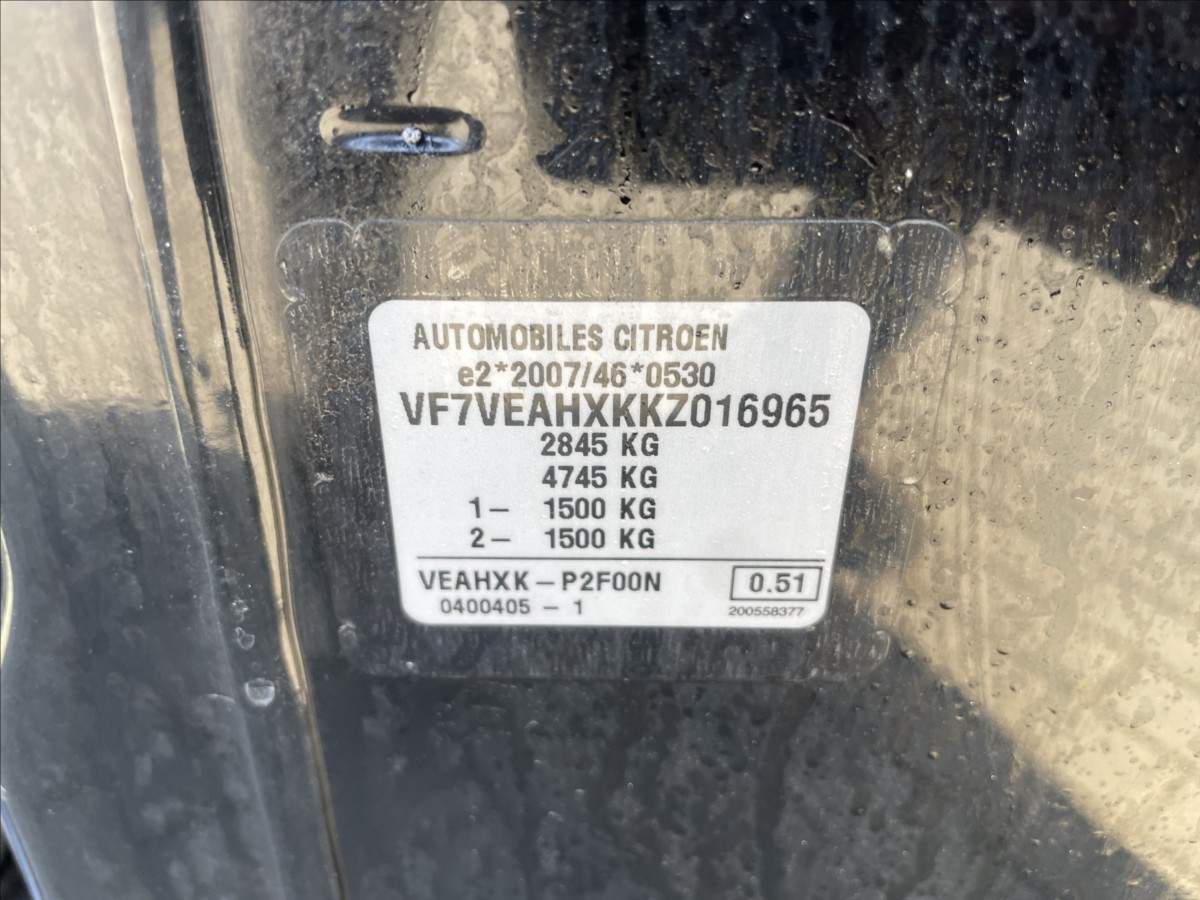 AUTOMOBILES CITROEN
e2*2007/46*0530
VF7VEAHXKKZ016965
2845 KG
4745 KG
1- 1500 KG
2- 1500 KG
VEAHXK-P2F00N 0.51
0400405 - 1 200558377